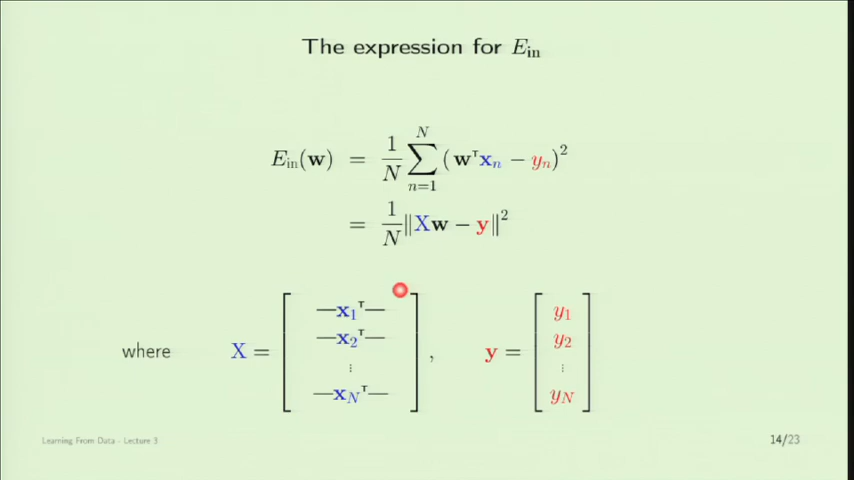 The expression for E_in
E_in(w) = 1/N ∑_{n=1}^{N} (wᵀx_n − y_n)²
= 1/N ‖Xw − y‖²
where X = [ —x₁ᵀ— —x₂ᵀ— ⋮ —x_Nᵀ— ] , y = [ y₁ y₂ ⋮ y_N ]
Learning From Data - Lecture 3
14/23